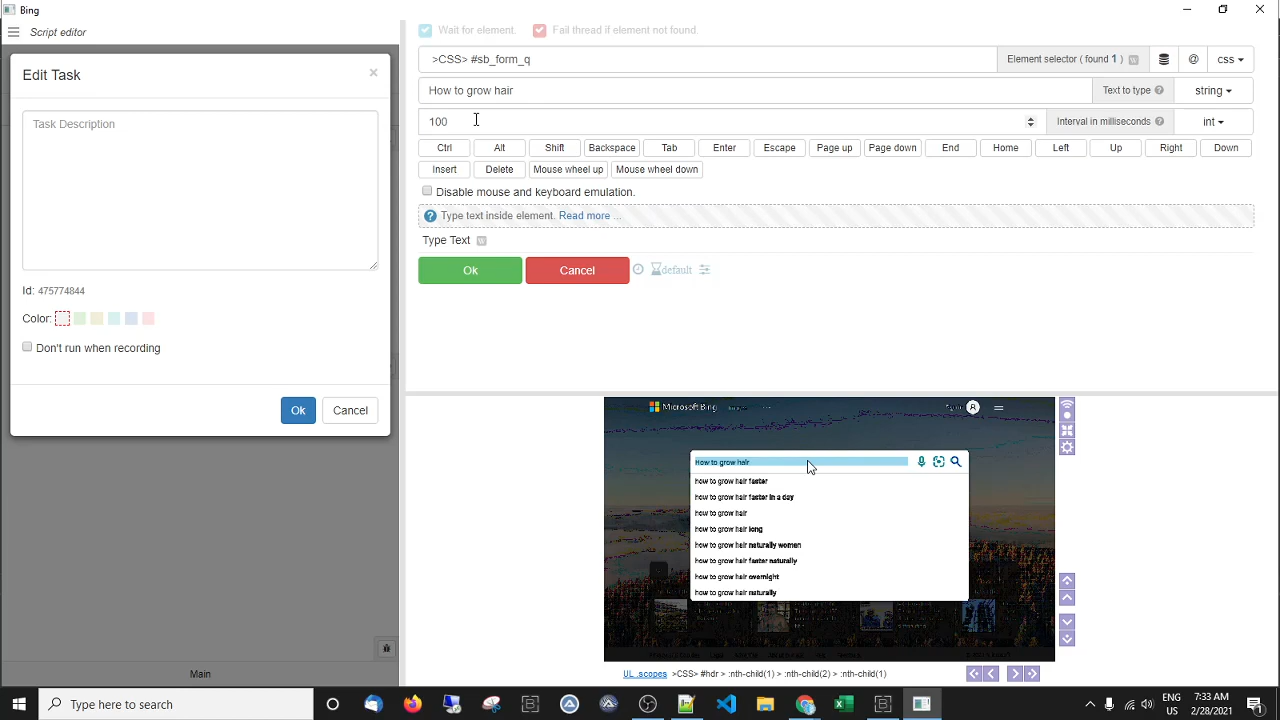 Bing
Script editor
Edit Task
×
Task Description
Id: 475774844
Color:
Don't run when recording
Ok Cancel
Main
Wait for element. Fail thread if element not found.
>CSS> #sb_form_q Element selector ( found 1 ) W @ css
How to grow hair Text to type ? string
100 Interval in milliseconds ? int
Ctrl Alt Shift Backspace Tab Enter Escape Page up Page down End Home Left Up Right Down
Insert Delete Mouse wheel up Mouse wheel down
Disable mouse and keyboard emulation.
? Type text inside element. Read more ...
Type Text W
Ok Cancel default
Microsoft Bing
How to grow hair
how to grow hair faster
how to grow hair faster in a day
how to grow hair
how to grow hair long
how to grow hair naturally women
how to grow hair faster naturally
how to grow hair overnight
how to grow hair naturally
UL .scopes >CSS> #hdr > :nth-child(1) > :nth-child(2) > :nth-child(1)
Type here to search
ENG 7:33 AM
US 2/28/2021